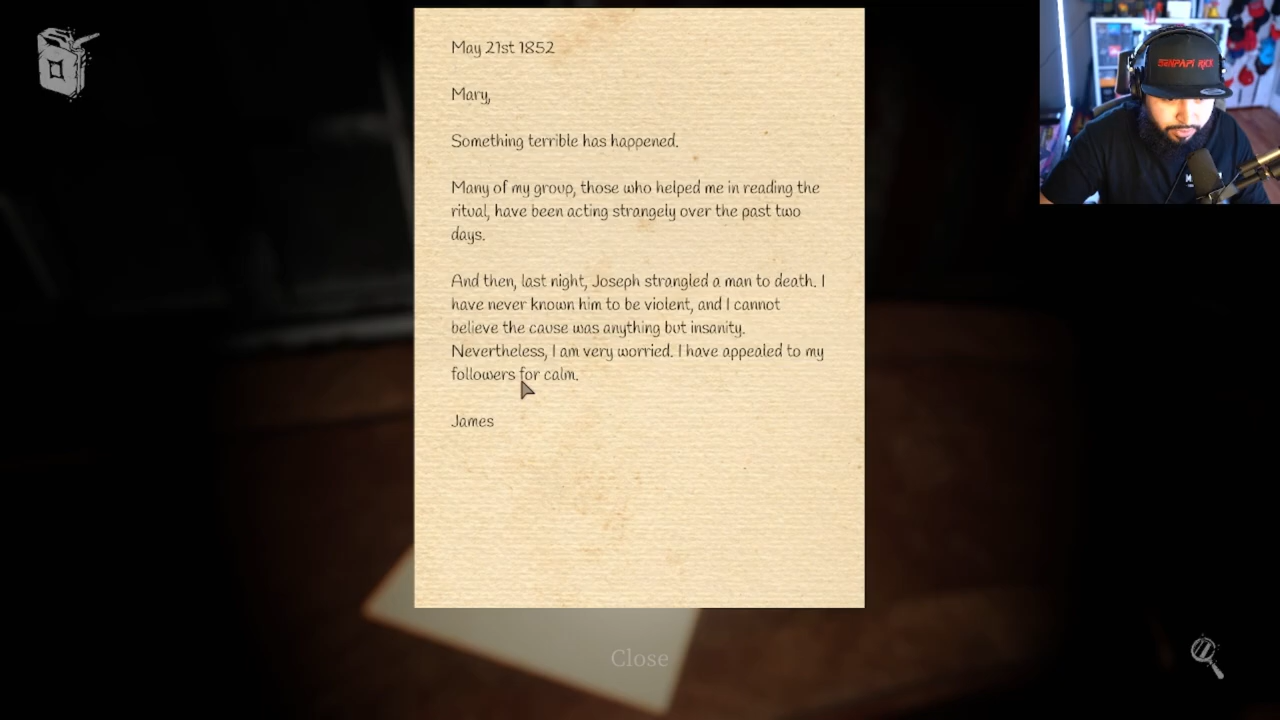 May 21st 1852
Mary,
Something terrible has happened.
Many of my group, those who helped me in reading the
ritual, have been acting strangely over the past two
days.
And then, last night, Joseph strangled a man to death. I
have never known him to be violent, and I cannot
believe the cause was anything but insanity.
Nevertheless, I am very worried. I have appealed to my
followers for calm.
James
Close
SENPAPI RICK